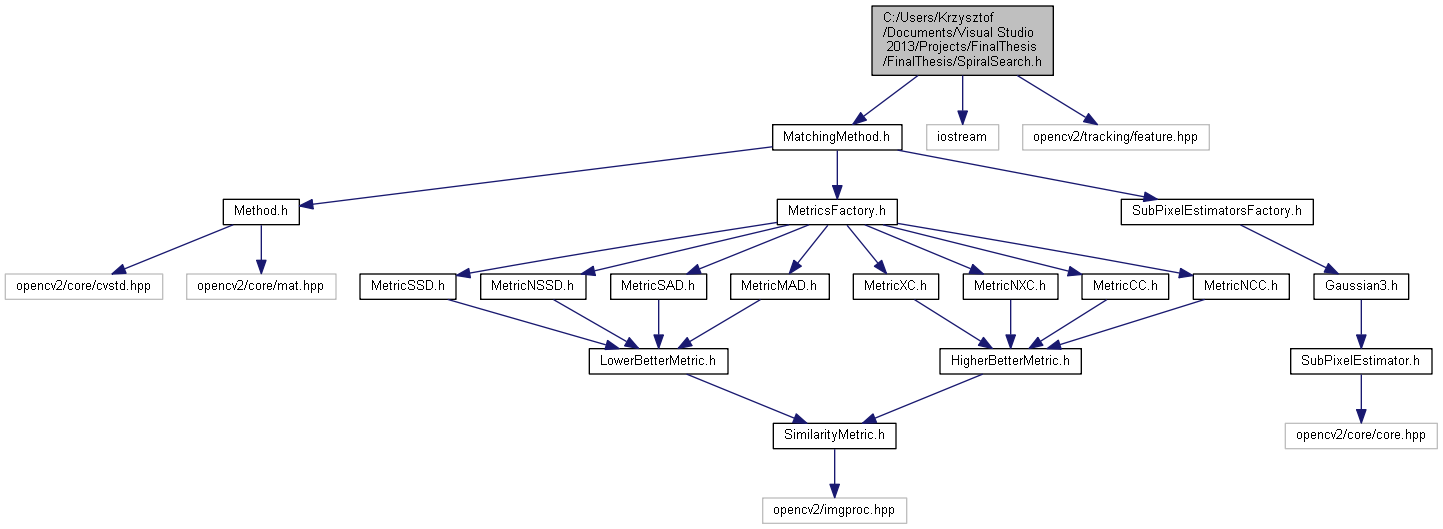 C:/Users/Krzysztof
/Documents/Visual Studio
2013/Projects/FinalThesis
/FinalThesis/SpiralSearch.h
MatchingMethod.h
iostream
opencv2/tracking/feature.hpp
Method.h
MetricsFactory.h
SubPixelEstimatorsFactory.h
opencv2/core/cvstd.hpp
opencv2/core/mat.hpp
MetricSSD.h
MetricNSSD.h
MetricSAD.h
MetricMAD.h
MetricXC.h
MetricNXC.h
MetricCC.h
MetricNCC.h
Gaussian3.h
LowerBetterMetric.h
HigherBetterMetric.h
SubPixelEstimator.h
SimilarityMetric.h
opencv2/core/core.hpp
opencv2/imgproc.hpp